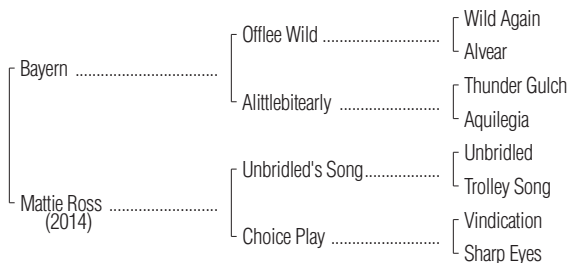 Wild Again
Offlee Wild ................................
Alvear
Bayern .......................................
Thunder Gulch
Alittlebitearly ...........................
Aquilegia
Unbridled
Unbridled's Song....................
Trolley Song
Mattie Ross ..............................
(2014)
Vindication
Choice Play ..............................
Sharp Eyes